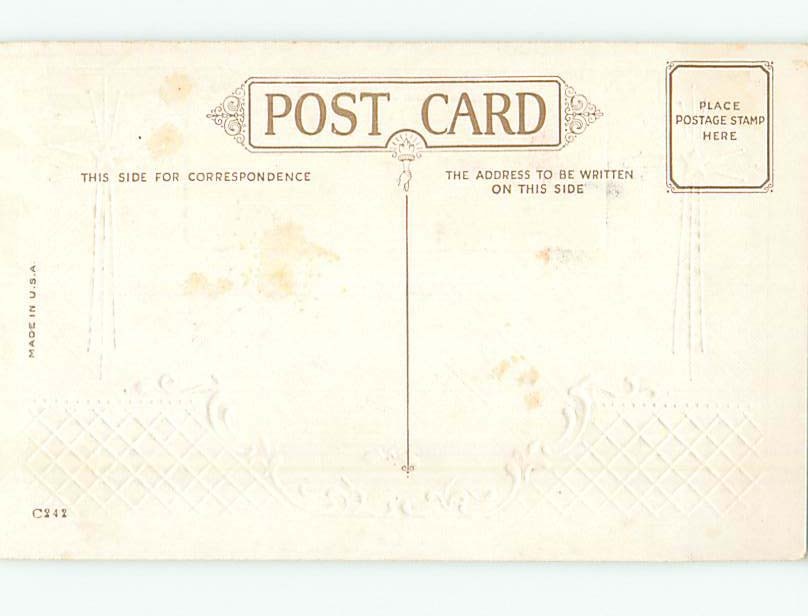 POST CARD
PLACE
POSTAGE STAMP
HERE
THIS SIDE FOR CORRESPONDENCE
THE ADDRESS TO BE WRITTEN
ON THIS SIDE
MADE IN U.S.A.
C242